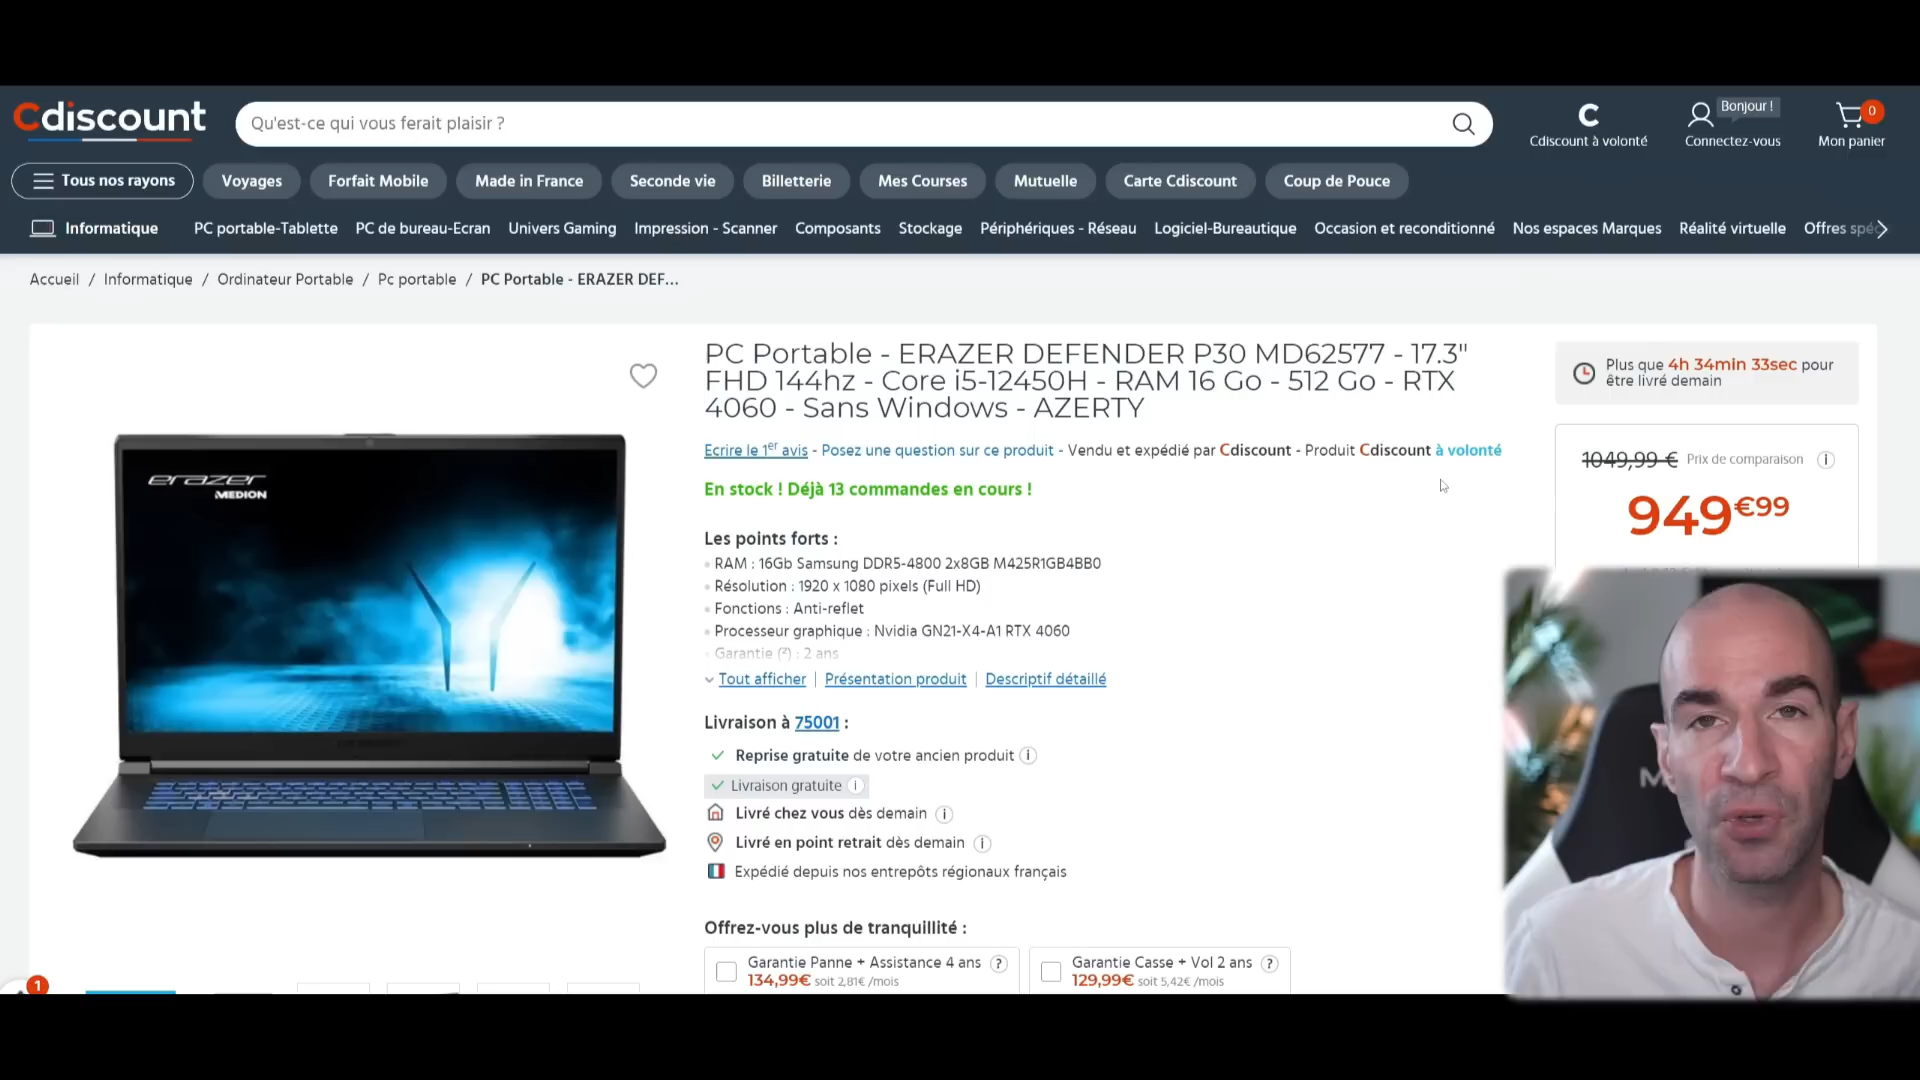 Cdiscount
Qu'est-ce qui vous ferait plaisir ?
C
Cdiscount à volonté
Bonjour !
Connectez-vous
0
Mon panier
Tous nos rayons
Voyages
Forfait Mobile
Made in France
Seconde vie
Billetterie
Mes Courses
Mutuelle
Carte Cdiscount
Coup de Pouce
Informatique
PC portable-Tablette
PC de bureau-Ecran
Univers Gaming
Impression - Scanner
Composants
Stockage
Périphériques - Réseau
Logiciel-Bureautique
Occasion et reconditionné
Nos espaces Marques
Réalité virtuelle
Offres spéc
Accueil / Informatique / Ordinateur Portable / Pc portable / PC Portable - ERAZER DEF...
erazer
MEDION
PC Portable - ERAZER DEFENDER P30 MD62577 - 17.3"
FHD 144hz - Core i5-12450H - RAM 16 Go - 512 Go - RTX
4060 - Sans Windows - AZERTY
Ecrire le 1er avis - Posez une question sur ce produit - Vendu et expédié par Cdiscount - Produit Cdiscount à volonté
En stock ! Déjà 13 commandes en cours !
Les points forts :
RAM : 16Gb Samsung DDR5-4800 2x8GB M425R1GB4BB0
Résolution : 1920 x 1080 pixels (Full HD)
Fonctions : Anti-reflet
Processeur graphique : Nvidia GN21-X4-A1 RTX 4060
Garantie (²) : 2 ans
Tout afficher | Présentation produit | Descriptif détaillé
Livraison à 75001 :
Reprise gratuite de votre ancien produit
Livraison gratuite
Livré chez vous dès demain
Livré en point retrait dès demain
Expédié depuis nos entrepôts régionaux français
Offrez-vous plus de tranquillité :
Garantie Panne + Assistance 4 ans ?
134,99€ soit 2,81€ /mois
Garantie Casse + Vol 2 ans ?
129,99€ soit 5,42€ /mois
Plus que 4h 34min 33sec pour
être livré demain
1049,99 € Prix de comparaison
949€99
1